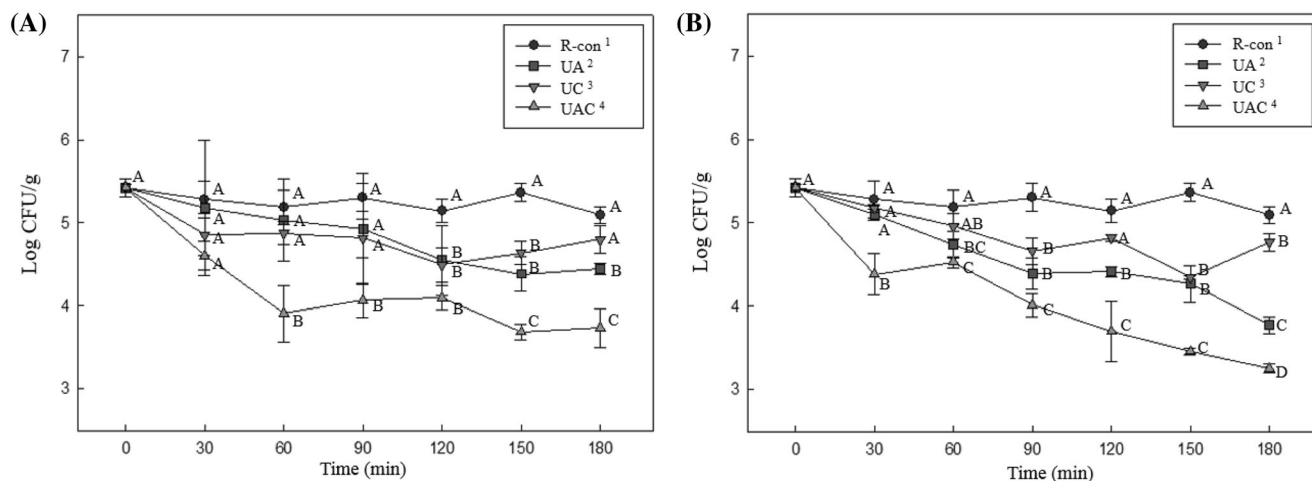 (A)
R-con 1
UA 2
UC 3
UAC 4
7
6
5
4
3
Log CFU/g
A
A A A A A A
A A A B B A
A A A B B B
A B B B C C
0 30 60 90 120 150 180
Time (min)
(B)
R-con 1
UA 2
UC 3
UAC 4
7
6
5
4
3
Log CFU/g
A
A A A A A A
A AB B A B B
A BC B B B C
B C C C C D
0 30 60 90 120 150 180
Time (min)